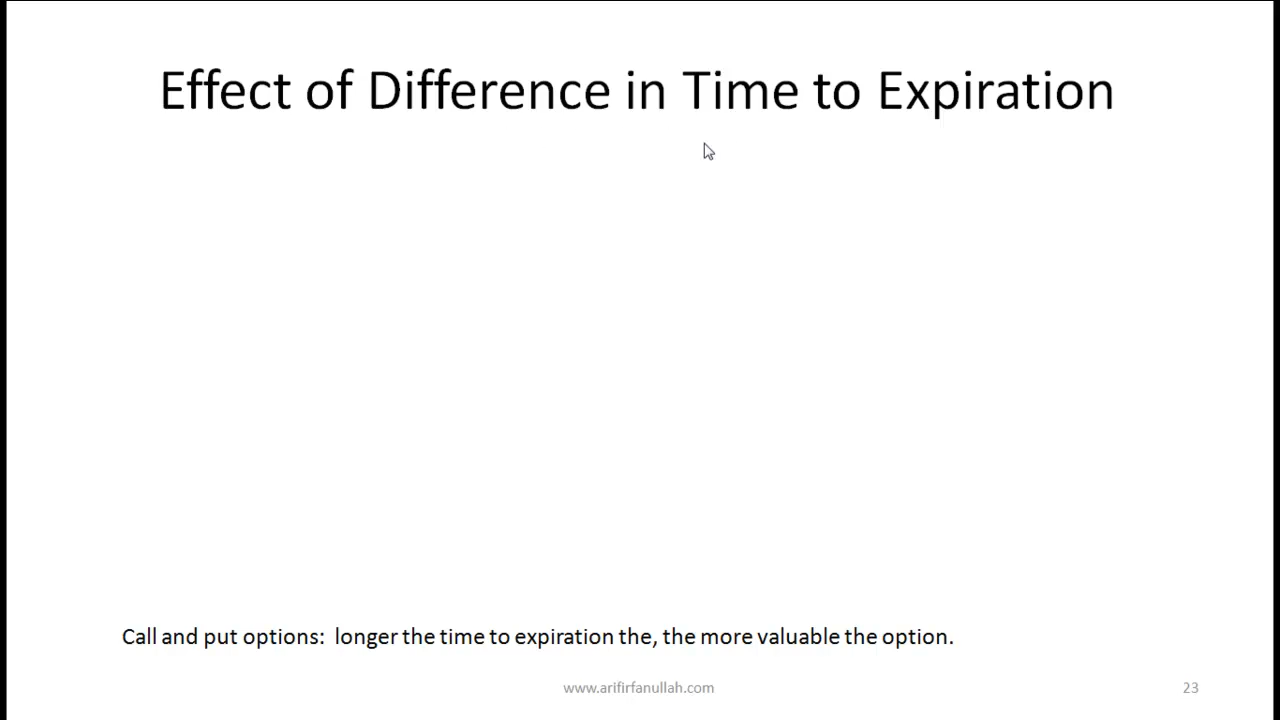 Effect of Difference in Time to Expiration
Call and put options:  longer the time to expiration the, the more valuable the option.
www.arifirfanullah.com
23